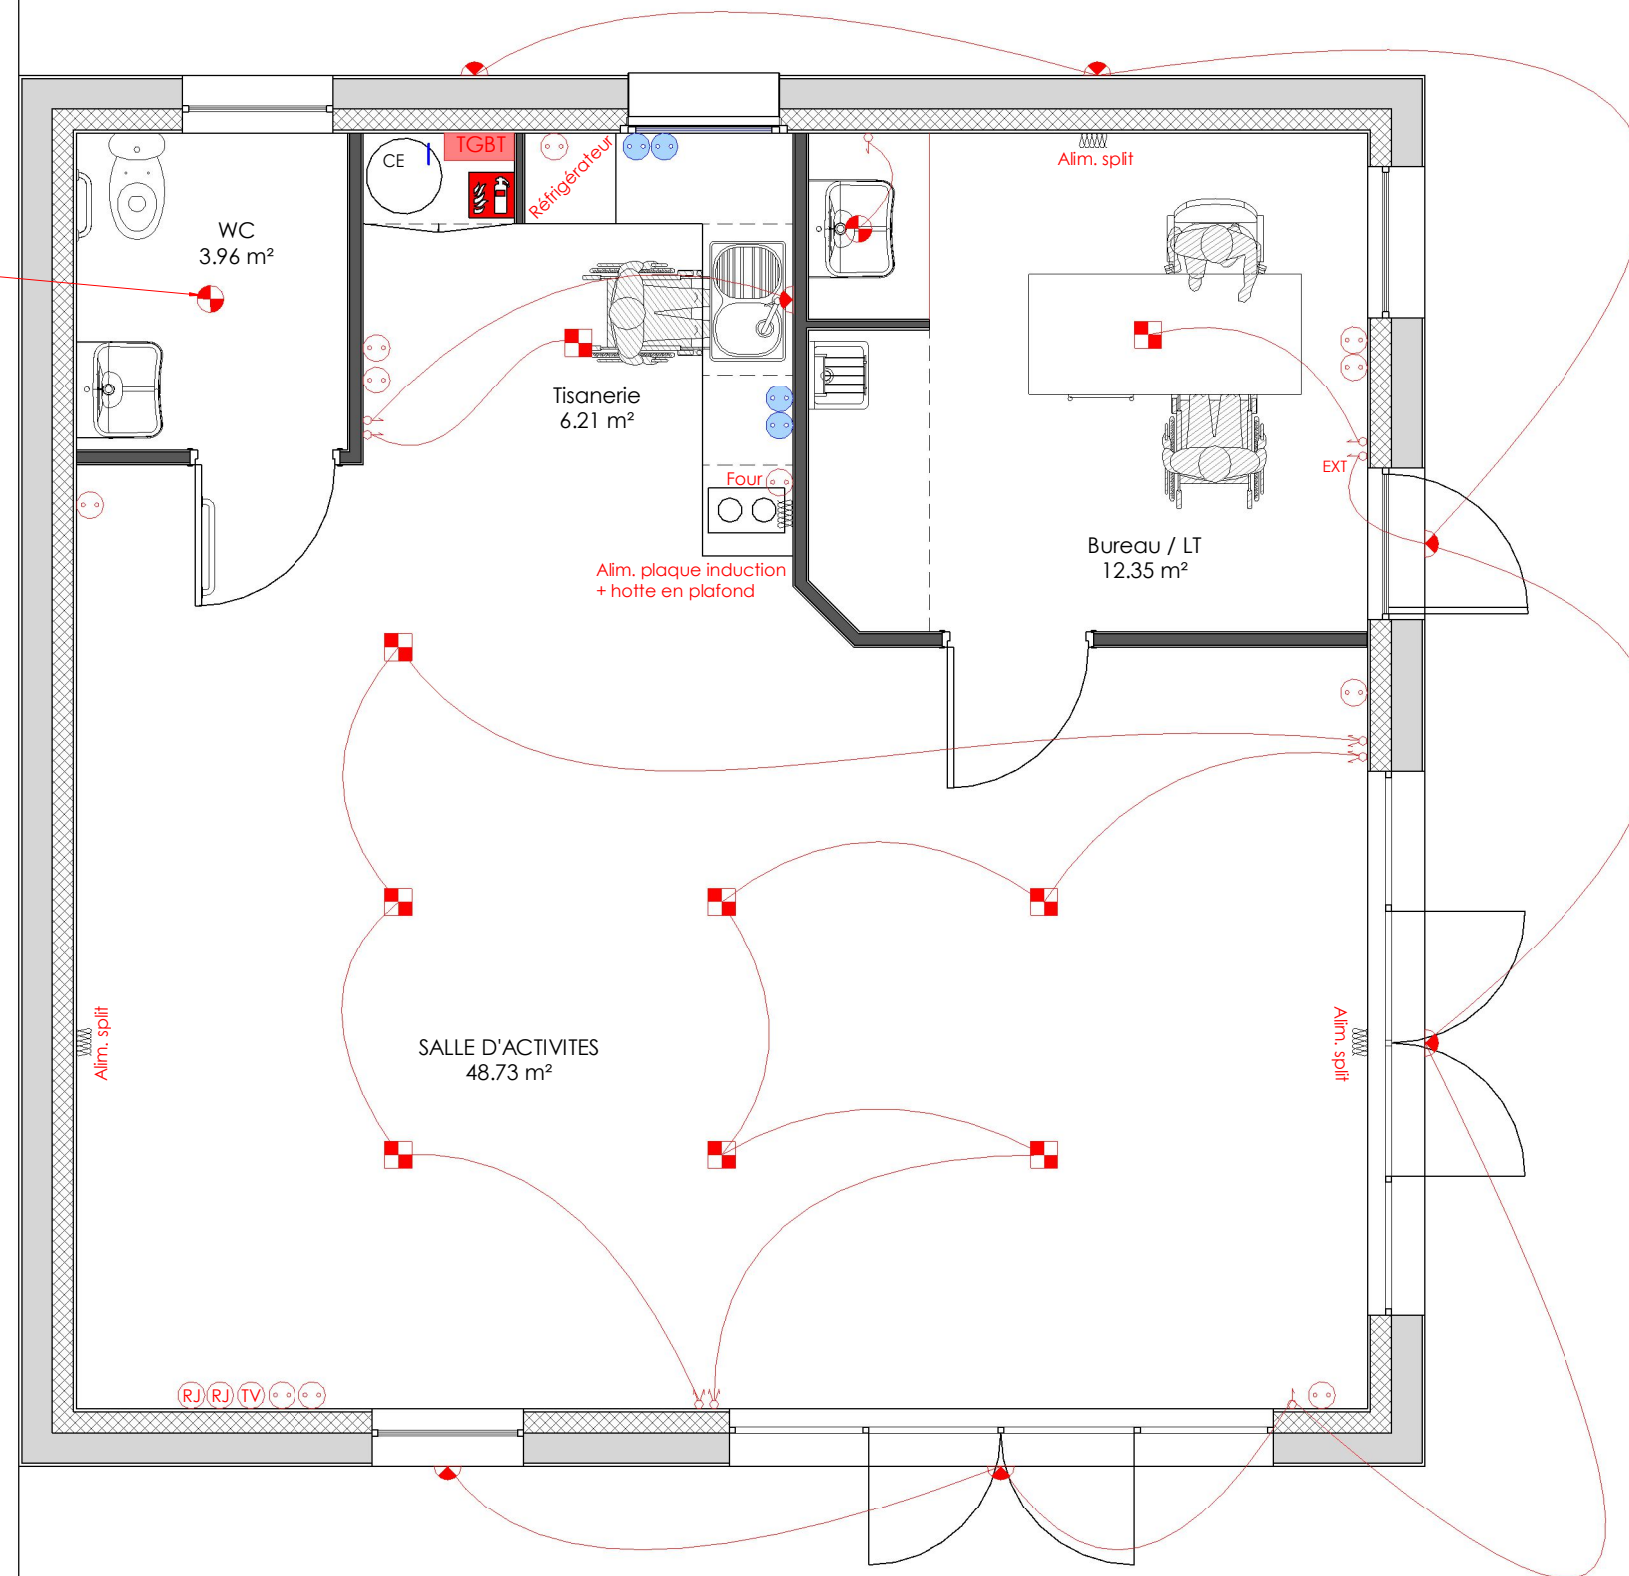 CE
TGBT
Réfrigérateur
Alim. split
WC
3.96 m²
Tisanerie
6.21 m²
EXT
Four
Bureau / LT
12.35 m²
Alim. plaque induction
+ hotte en plafond
Alim. split
SALLE D'ACTIVITES
48.73 m²
Alim. split
RJ RJ TV